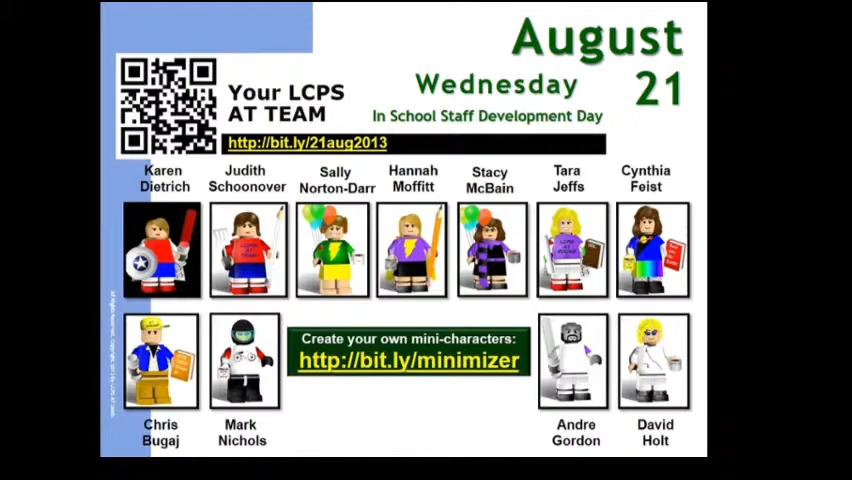 August
Wednesday
21
In School Staff Development Day
Your LCPS
AT TEAM
http://bit.ly/21aug2013
Karen
Dietrich
Judith
Schoonover
Sally
Norton-Darr
Hannah
Moffitt
Stacy
McBain
Tara
Jeffs
Cynthia
Feist
Create your own mini-characters:
http://bit.ly/minimizer
Chris
Bugaj
Mark
Nichols
Andre
Gordon
David
Holt